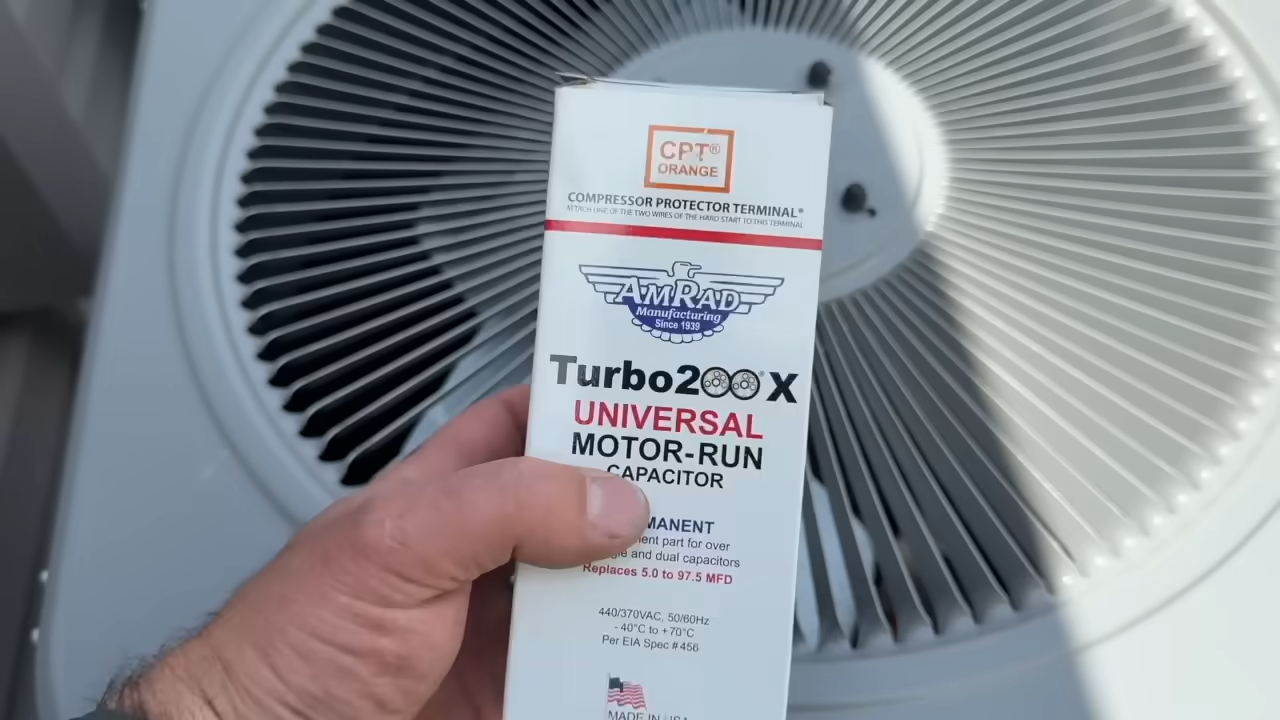 CPT®
ORANGE
COMPRESSOR PROTECTOR TERMINAL®
ATTACH ONE OF THE TWO WIRES OF THE HARD START TO THIS TERMINAL
AMRAD
Manufacturing
Since 1939
Turbo200®X
UNIVERSAL
MOTOR-RUN
CAPACITOR
MANENT
part for over
and dual capacitors
Replaces 5.0 to 97.5 MFD
440/370VAC, 50/60Hz
- 40°C to +70°C
Per EIA Spec #456
MADE IN USA